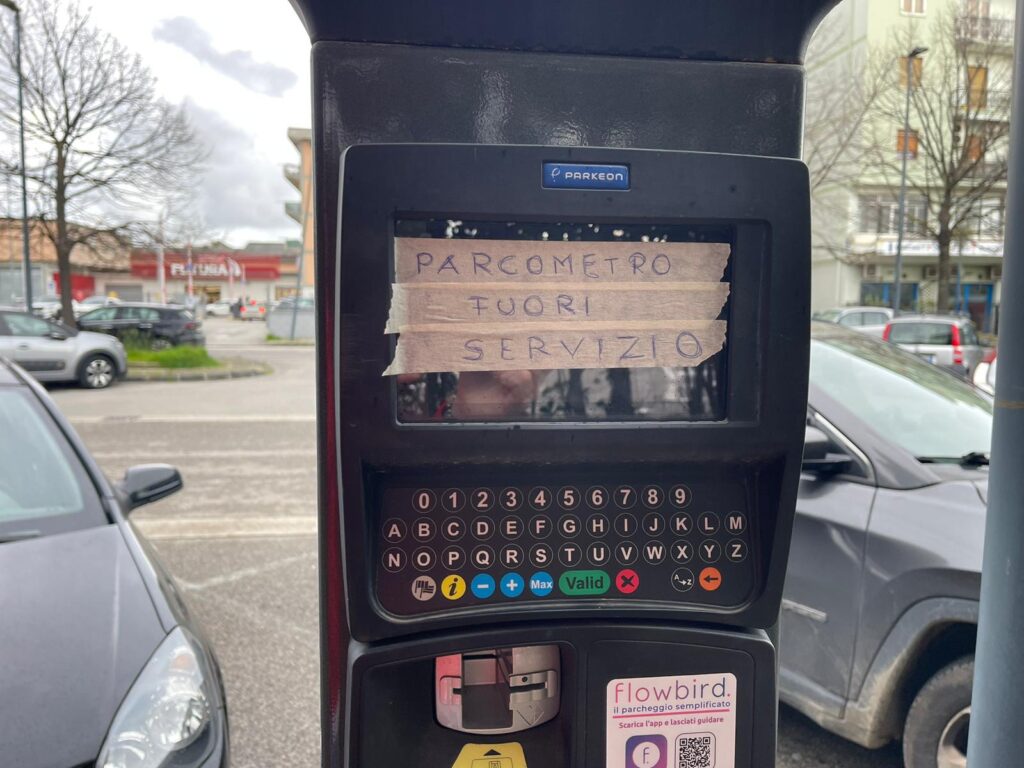 PARKEON
PARCOMETRO
FUORI
SERVIZIO
0 1 2 3 4 5 6 7 8 9
A B C D E F G H I J K L M
N O P Q R S T U V W X Y Z
i - + Max Valid A→Z
flowbird.
il parcheggio semplificato
Scarica l'app e lasciati guidare
F.